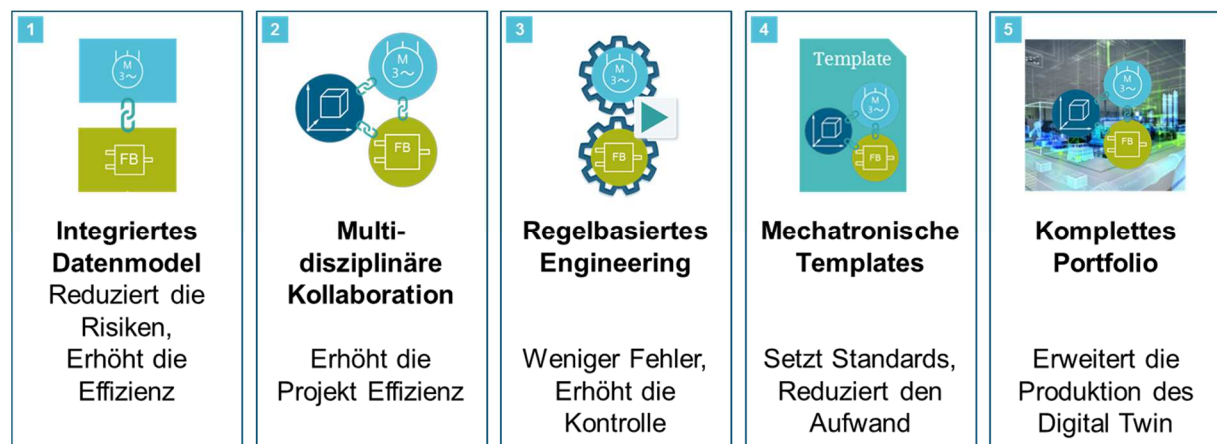 1
M
3~
FB
Integriertes
Datenmodel
Reduziert die
Risiken,
Erhöht die
Effizienz
2
M
3~
FB
Multi-
disziplinäre
Kollaboration
Erhöht die
Projekt Effizienz
3
M
3~
FB
Regelbasiertes
Engineering
Weniger Fehler,
Erhöht die
Kontrolle
4
Template
M
3~
FB
Mechatronische
Templates
Setzt Standards,
Reduziert den
Aufwand
5
M
3~
FB
Komplettes
Portfolio
Erweitert die
Produktion des
Digital Twin